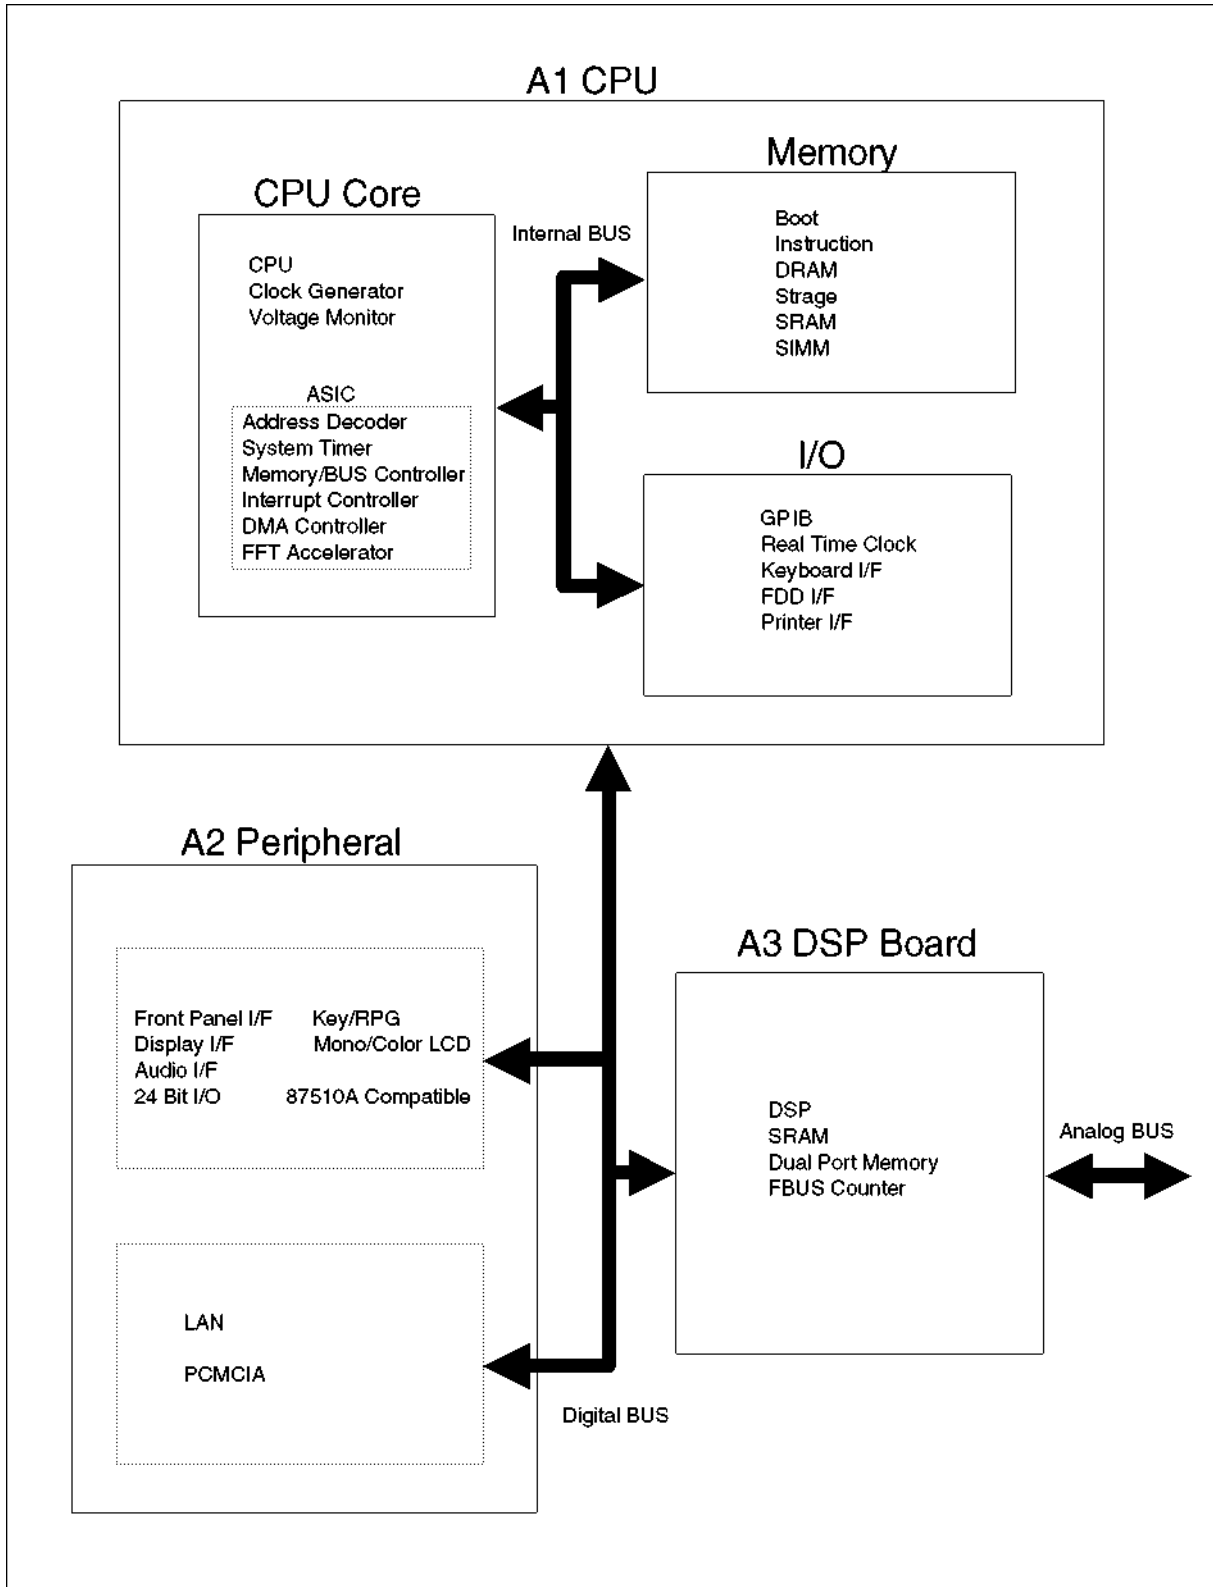 A1 CPU
Memory
CPU Core
Boot
Instruction
DRAM
Strage
SRAM
SIMM
Internal BUS
CPU
Clock Generator
Voltage Monitor
ASIC
Address Decoder
System Timer
Memory/BUS Controller
Interrupt Controller
DMA Controller
FFT Accelerator
I/O
GPIB
Real Time Clock
Keyboard I/F
FDD I/F
Printer I/F
A2 Peripheral
Front Panel I/F Key/RPG
Display I/F Mono/Color LCD
Audio I/F
24 Bit I/O 87510A Compatible
LAN
PCMCIA
Digital BUS
A3 DSP Board
DSP
SRAM
Dual Port Memory
FBUS Counter
Analog BUS